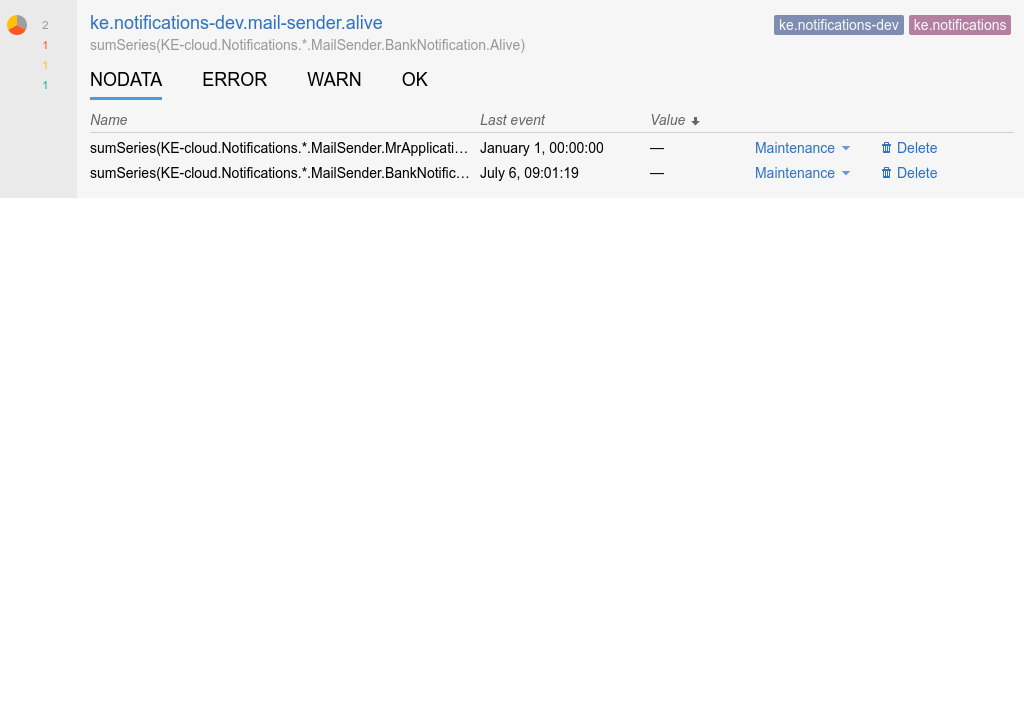 2
1
1
1
ke.notifications-dev.mail-sender.alive
ke.notifications-dev ke.notifications
sumSeries(KE-cloud.Notifications.*.MailSender.BankNotification.Alive)
NODATA ERROR WARN OK
Name Last event Value
sumSeries(KE-cloud.Notifications.*.MailSender.MrApplicati… January 1, 00:00:00 — Maintenance Delete
sumSeries(KE-cloud.Notifications.*.MailSender.BankNotific… July 6, 09:01:19 — Maintenance Delete